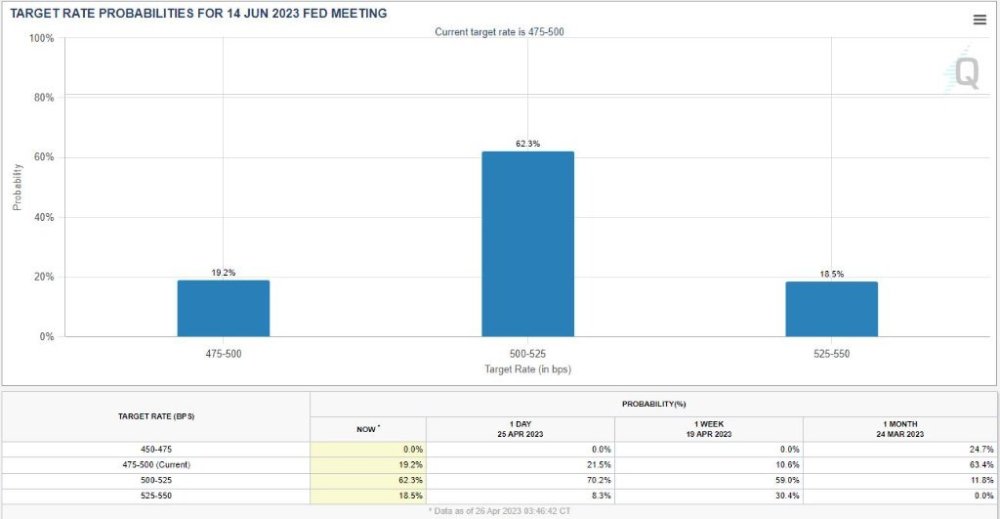 TARGET RATE PROBABILITIES FOR 14 JUN 2023 FED MEETING
Current target rate is 475-500
Q
100%
80%
60%
40%
20%
0%
Probability
19.2%
62.3%
18.5%
475-500
500-525
525-550
Target Rate (in bps)
TARGET RATE (BPS)
PROBABILITY(%)
NOW *
1 DAY
25 APR 2023
1 WEEK
19 APR 2023
1 MONTH
24 MAR 2023
450-475 0.0% 0.0% 0.0% 24.7%
475-500 (Current) 19.2% 21.5% 10.6% 63.4%
500-525 62.3% 70.2% 59.0% 11.8%
525-550 18.5% 8.3% 30.4% 0.0%
* Data as of 26 Apr 2023 03:46:42 CT